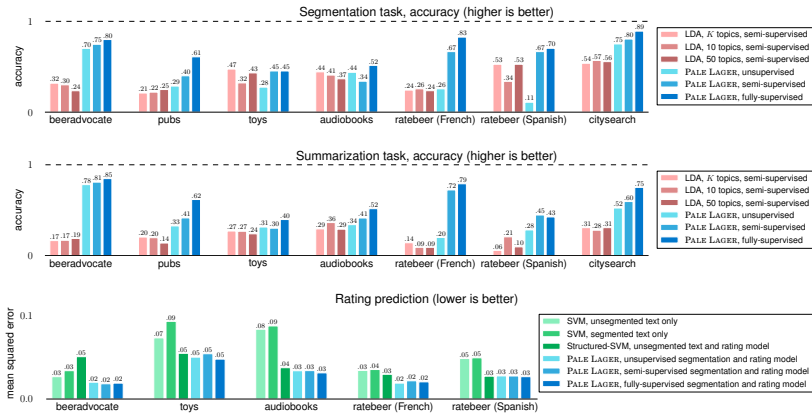 Segmentation task, accuracy (higher is better)
1
accuracy
0
.32 .30 .24 .70 .75 .80
.21 .22 .25 .29 .40 .61
.47 .32 .43 .28 .45 .45
.44 .41 .37 .44 .34 .52
.24 .26 .24 .26 .67 .83
.53 .34 .53 .11 .67 .70
.54 .57 .56 .75 .80 .89
beeradvocate pubs toys audiobooks ratebeer (French) ratebeer (Spanish) citysearch
LDA, K topics, semi-supervised
LDA, 10 topics, semi-supervised
LDA, 50 topics, semi-supervised
PALE LAGER, unsupervised
PALE LAGER, semi-supervised
PALE LAGER, fully-supervised
Summarization task, accuracy (higher is better)
1
accuracy
0
.17 .17 .19 .78 .81 .85
.20 .20 .14 .33 .41 .62
.27 .27 .24 .31 .30 .40
.29 .36 .29 .34 .41 .52
.14 .09 .09 .20 .72 .79
.06 .21 .10 .28 .45 .43
.31 .28 .31 .52 .60 .75
beeradvocate pubs toys audiobooks ratebeer (French) ratebeer (Spanish) citysearch
LDA, K topics, semi-supervised
LDA, 10 topics, semi-supervised
LDA, 50 topics, semi-supervised
PALE LAGER, unsupervised
PALE LAGER, semi-supervised
PALE LAGER, fully-supervised
Rating prediction (lower is better)
0.1
mean squared error
0.0
.03 .03 .05 .02 .02 .02
.07 .09 .05 .05 .05 .05
.08 .09 .04 .03 .03 .03
.03 .04 .03 .02 .02 .02
.05 .05 .03 .03 .03 .03
beeradvocate toys audiobooks ratebeer (French) ratebeer (Spanish)
SVM, unsegmented text only
SVM, segmented text only
Structured-SVM, unsegmented text and rating model
PALE LAGER, unsupervised segmentation and rating model
PALE LAGER, semi-supervised segmentation and rating model
PALE LAGER, fully-supervised segmentation and rating model